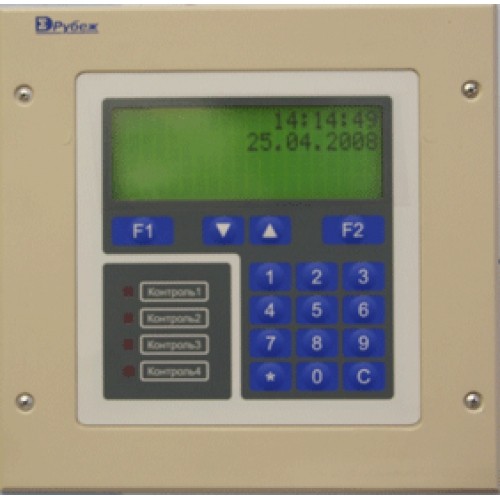 Рубеж
14:14:49
25.04.2008
F1 ▼ ▲ F2
1 2 3
4 5 6
7 8 9
* 0 C
Контроль1
Контроль2
Контроль3
Контроль4